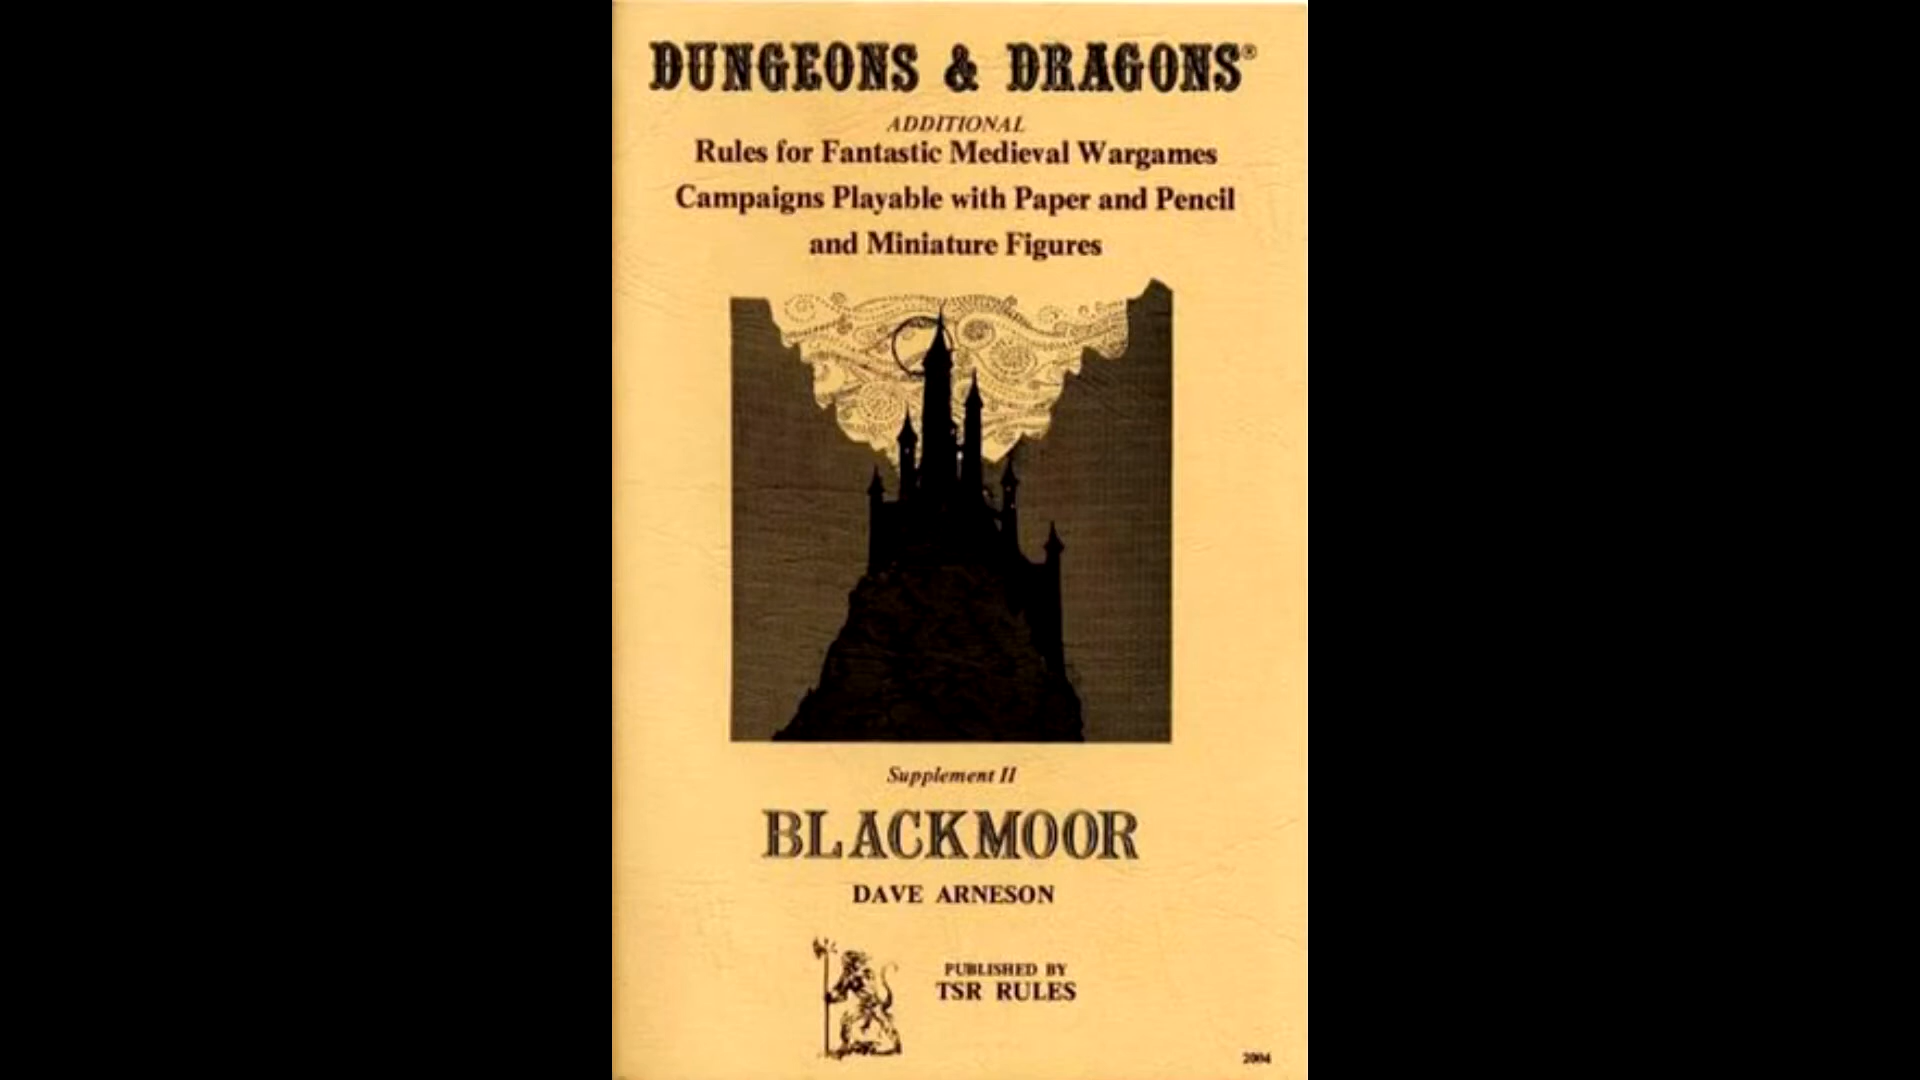 DUNGEONS & DRAGONS®
ADDITIONAL
Rules for Fantastic Medieval Wargames
Campaigns Playable with Paper and Pencil
and Miniature Figures
Supplement II
BLACKMOOR
DAVE ARNESON
PUBLISHED BY
TSR RULES
2004